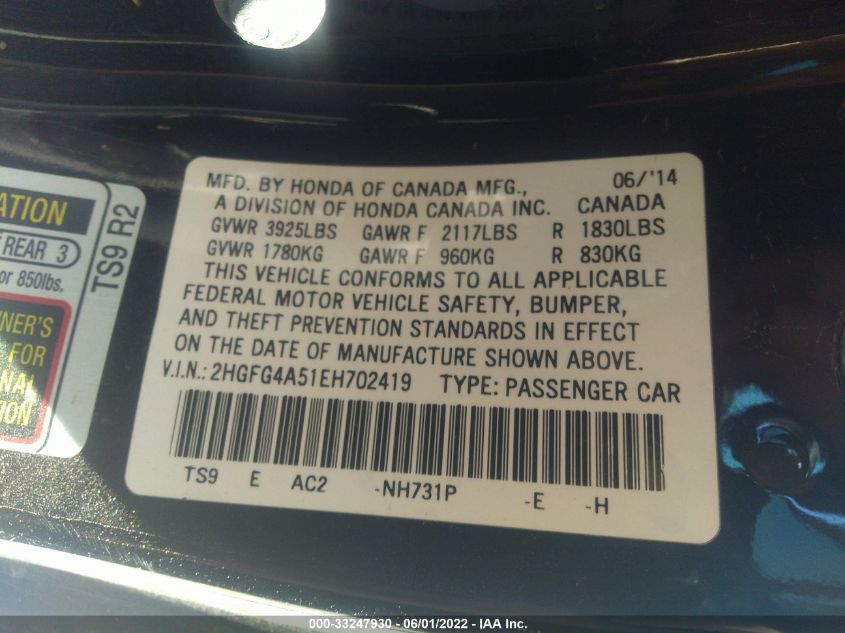 MFD. BY HONDA OF CANADA MFG., 06/'14
A DIVISION OF HONDA CANADA INC. CANADA
GVWR 3925LBS GAWR F 2117LBS R 1830LBS
GVWR 1780KG GAWR F 960KG R 830KG
THIS VEHICLE CONFORMS TO ALL APPLICABLE
FEDERAL MOTOR VEHICLE SAFETY, BUMPER,
AND THEFT PREVENTION STANDARDS IN EFFECT
ON THE DATE OF MANUFACTURE SHOWN ABOVE.
V.I.N.: 2HGFG4A51EH702419 TYPE: PASSENGER CAR
TS9 E AC2 -NH731P -E -H
ATION
REAR 3
or 850lbs.
TS9 R2
NER'S
FOR
NAL
TION
000-33247930 - 06/01/2022 - IAA Inc.